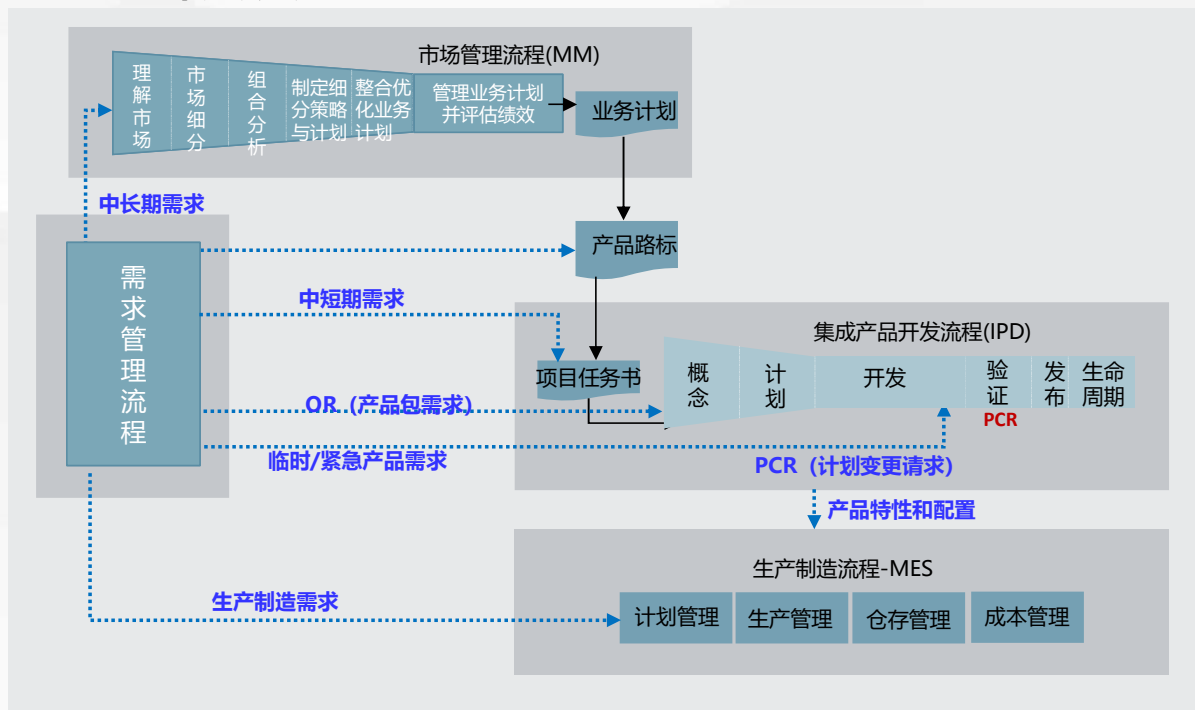 市场管理流程(MM)
理解市场
市场细分
组合分析
制定细
分策略
与计划
整合优
化业务
计划
管理业务计划
并评估绩效
业务计划
中长期需求
需求管理流程
产品路标
中短期需求
集成产品开发流程(IPD)
项目任务书
概念
计划
开发
验证
PCR
发布
生命
周期
OR（产品包需求）
临时/紧急产品需求
PCR（计划变更请求）
产品特性和配置
生产制造流程-MES
生产制造需求
计划管理
生产管理
仓存管理
成本管理